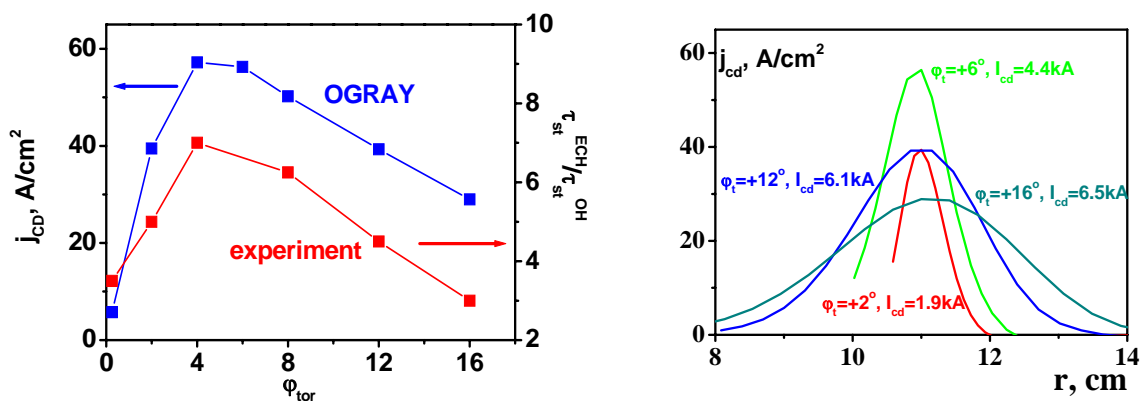 60
40
20
0
j_CD, A/cm²
0 4 8 12 16
φ_tor
10
8
6
4
2
τ_st^ECH/τ_st^OH
OGRAY
experiment
60
40
20
0
j_cd, A/cm²
φ_t=+6°, I_cd=4.4kA
φ_t=+12°, I_cd=6.1kA
φ_t=+16°, I_cd=6.5kA
φ_t=+2°, I_cd=1.9kA
8 10 12 14
r, cm